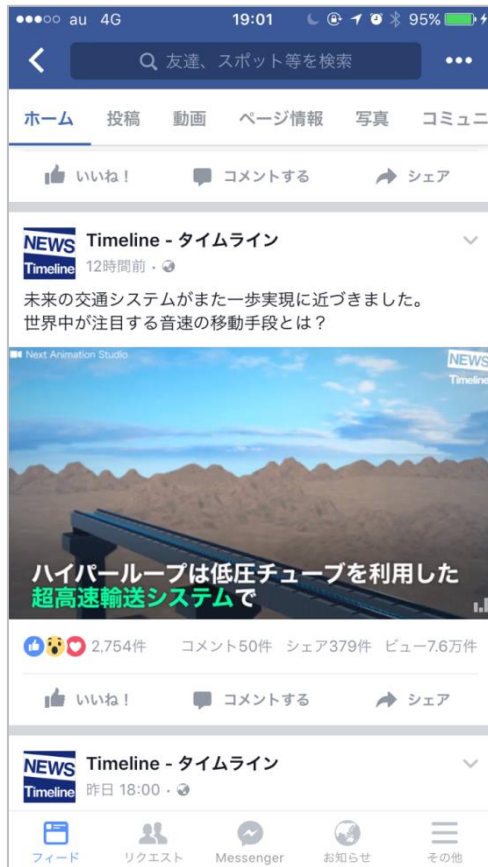 au 4G 19:01 95%
友達、スポット等を検索
ホーム 投稿 動画 ページ情報 写真 コミュニ
いいね! コメントする シェア
NEWS Timeline
Timeline - タイムライン
12時間前
未来の交通システムがまた一歩実現に近づきました。
世界中が注目する音速の移動手段とは?
Next Animation Studio
NEWS Timeline
ハイパーループは低圧チューブを利用した
超高速輸送システムで
2,754件 コメント50件 シェア379件 ビュー7.6万件
いいね! コメントする シェア
NEWS Timeline
Timeline - タイムライン
昨日 18:00
フィード リクエスト Messenger お知らせ その他